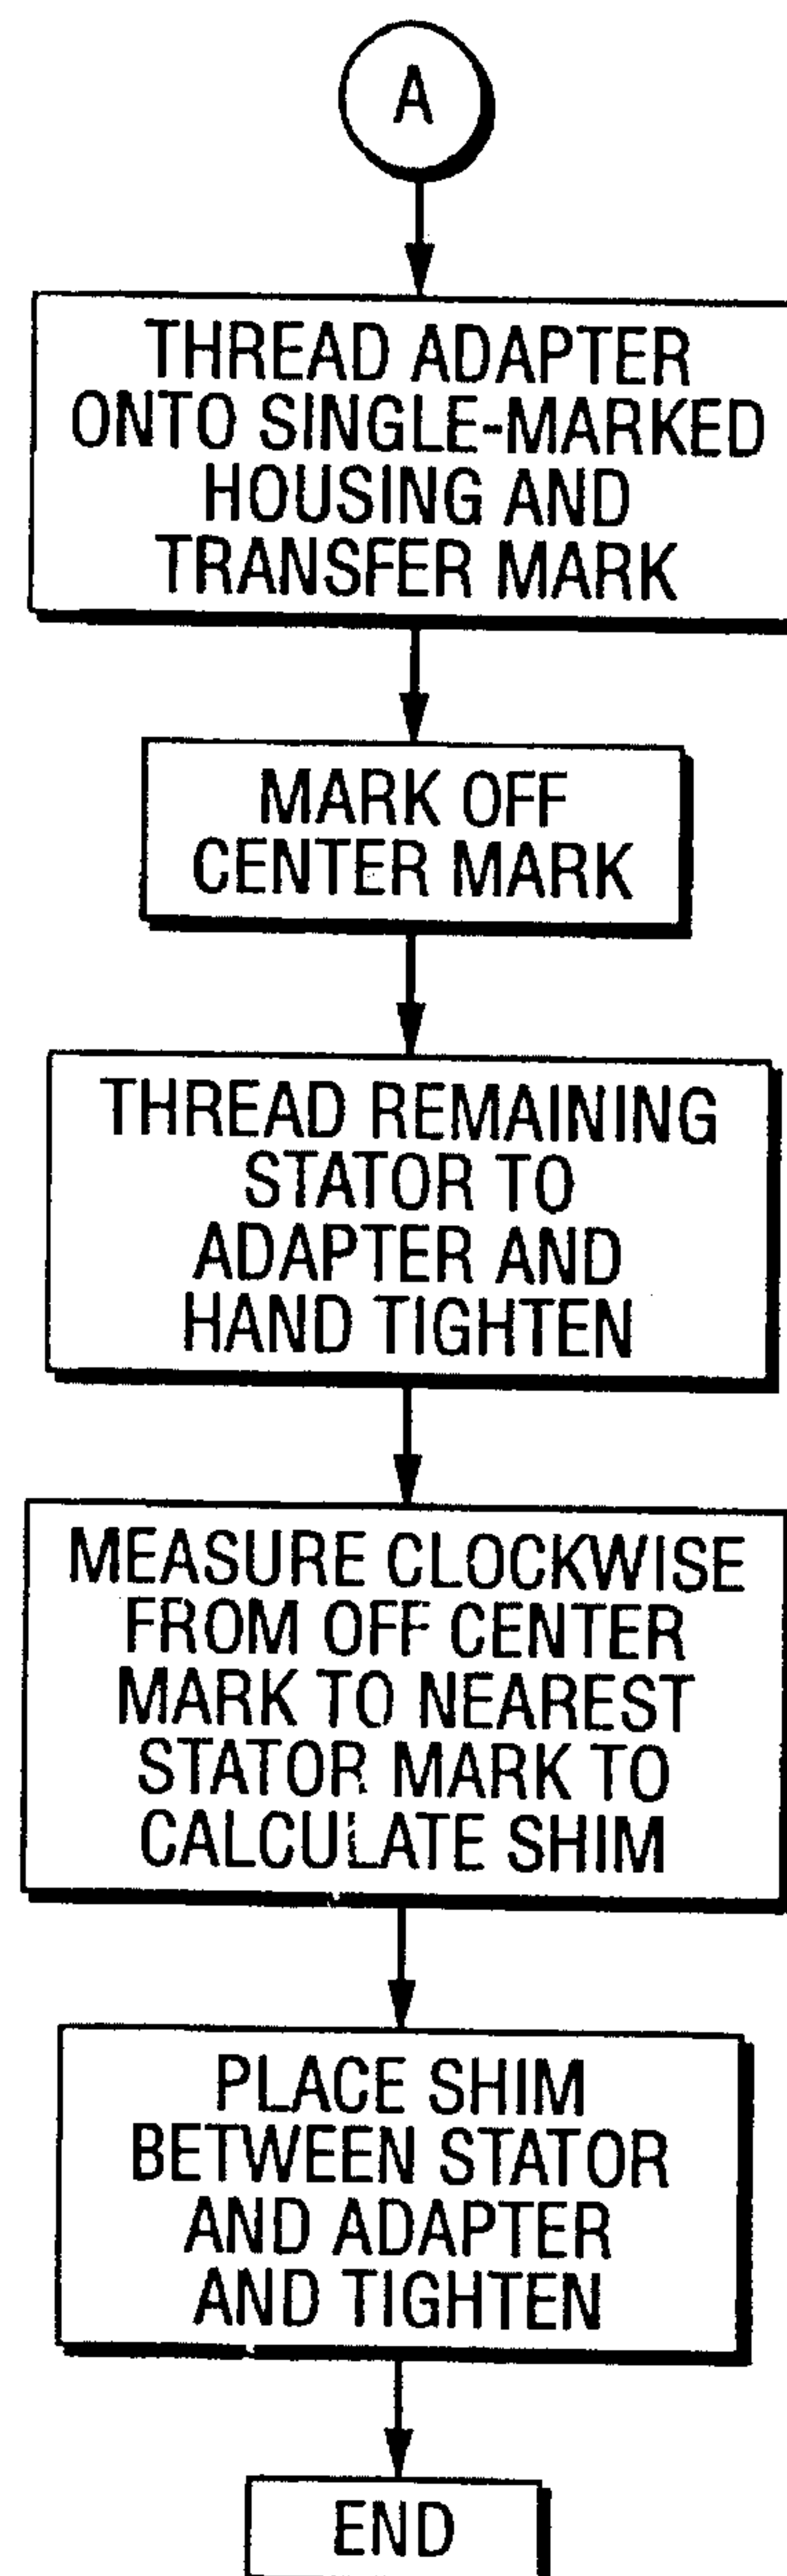 A
THREAD ADAPTER
ONTO SINGLE-MARKED
HOUSING AND
TRANSFER MARK
MARK OFF
CENTER MARK
THREAD REMAINING
STATOR TO
ADAPTER AND
HAND TIGHTEN
MEASURE CLOCKWISE
FROM OFF CENTER
MARK TO NEAREST
STATOR MARK TO
CALCULATE SHIM
PLACE SHIM
BETWEEN STATOR
AND ADAPTER
AND TIGHTEN
END